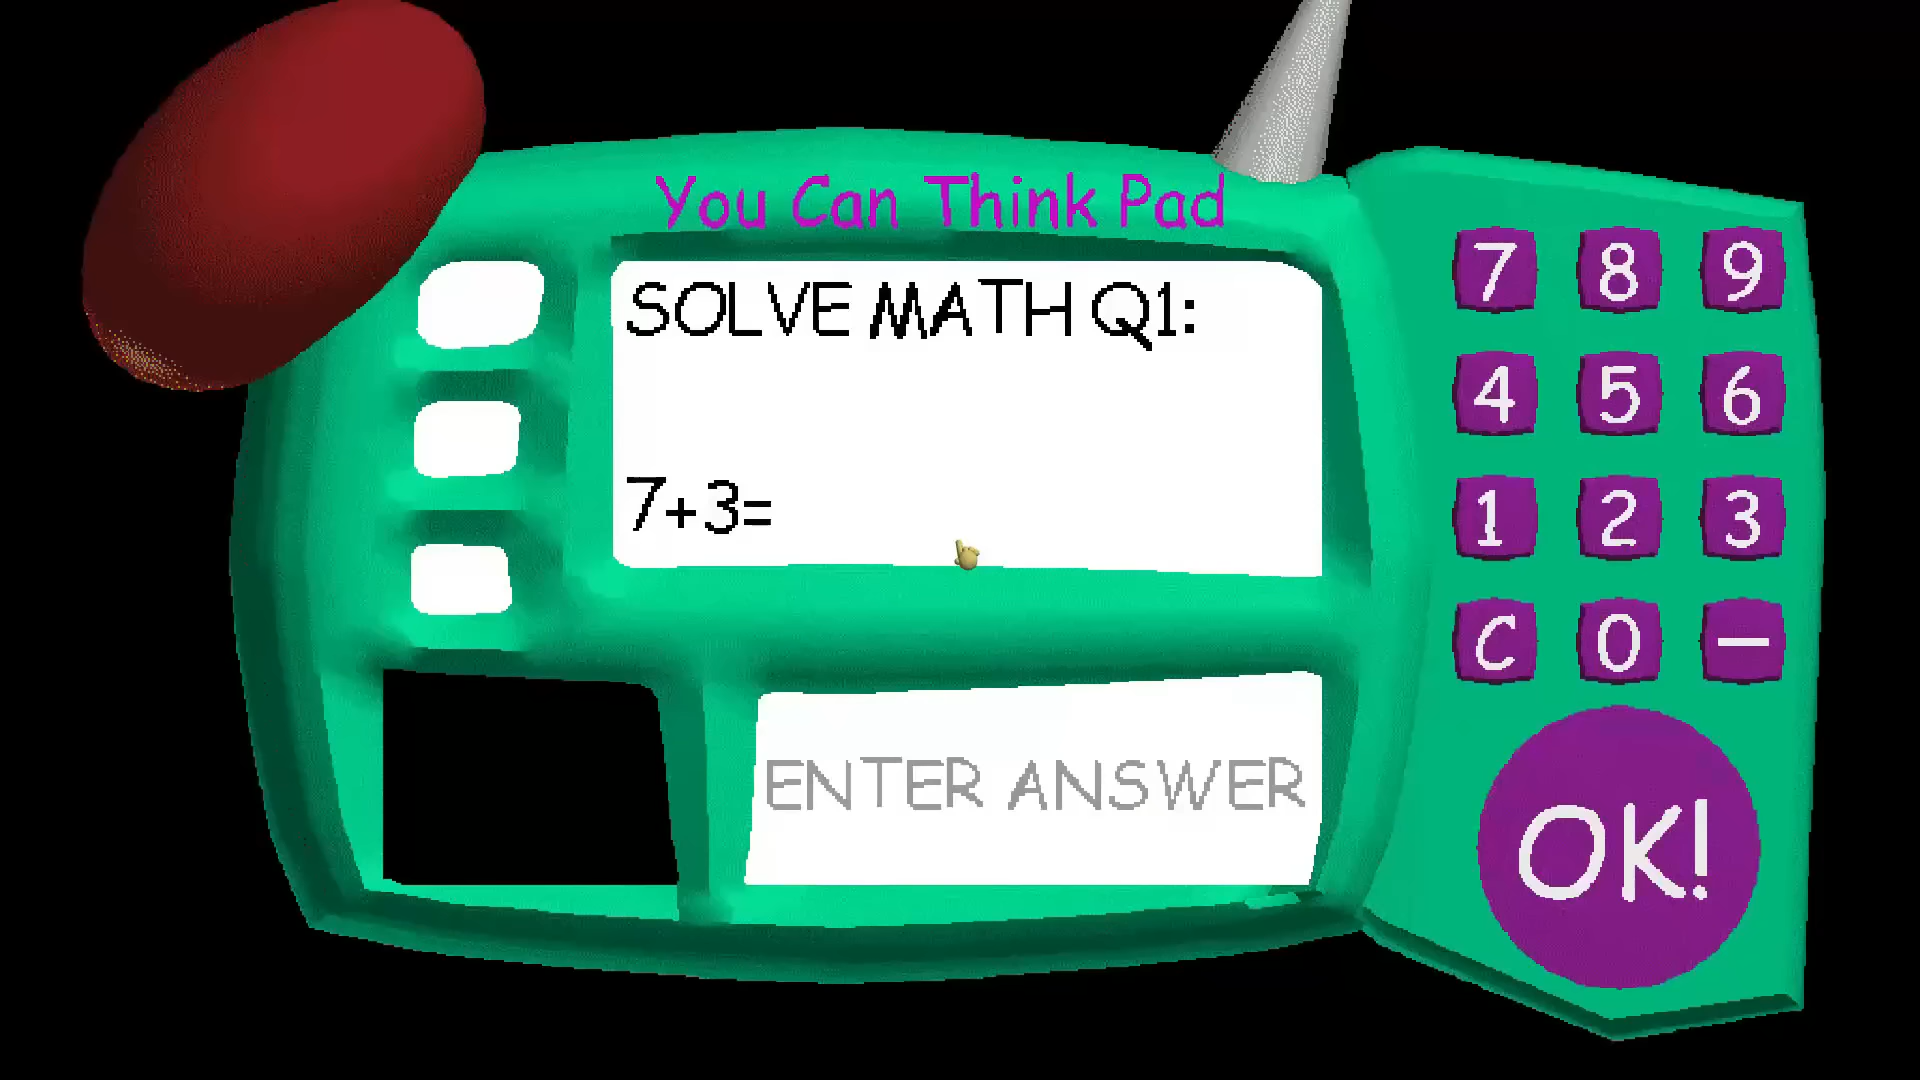 You Can Think Pad
SOLVE MATH Q1:
7+3=
ENTER ANSWER
7 8 9
4 5 6
1 2 3
C 0 −
OK!